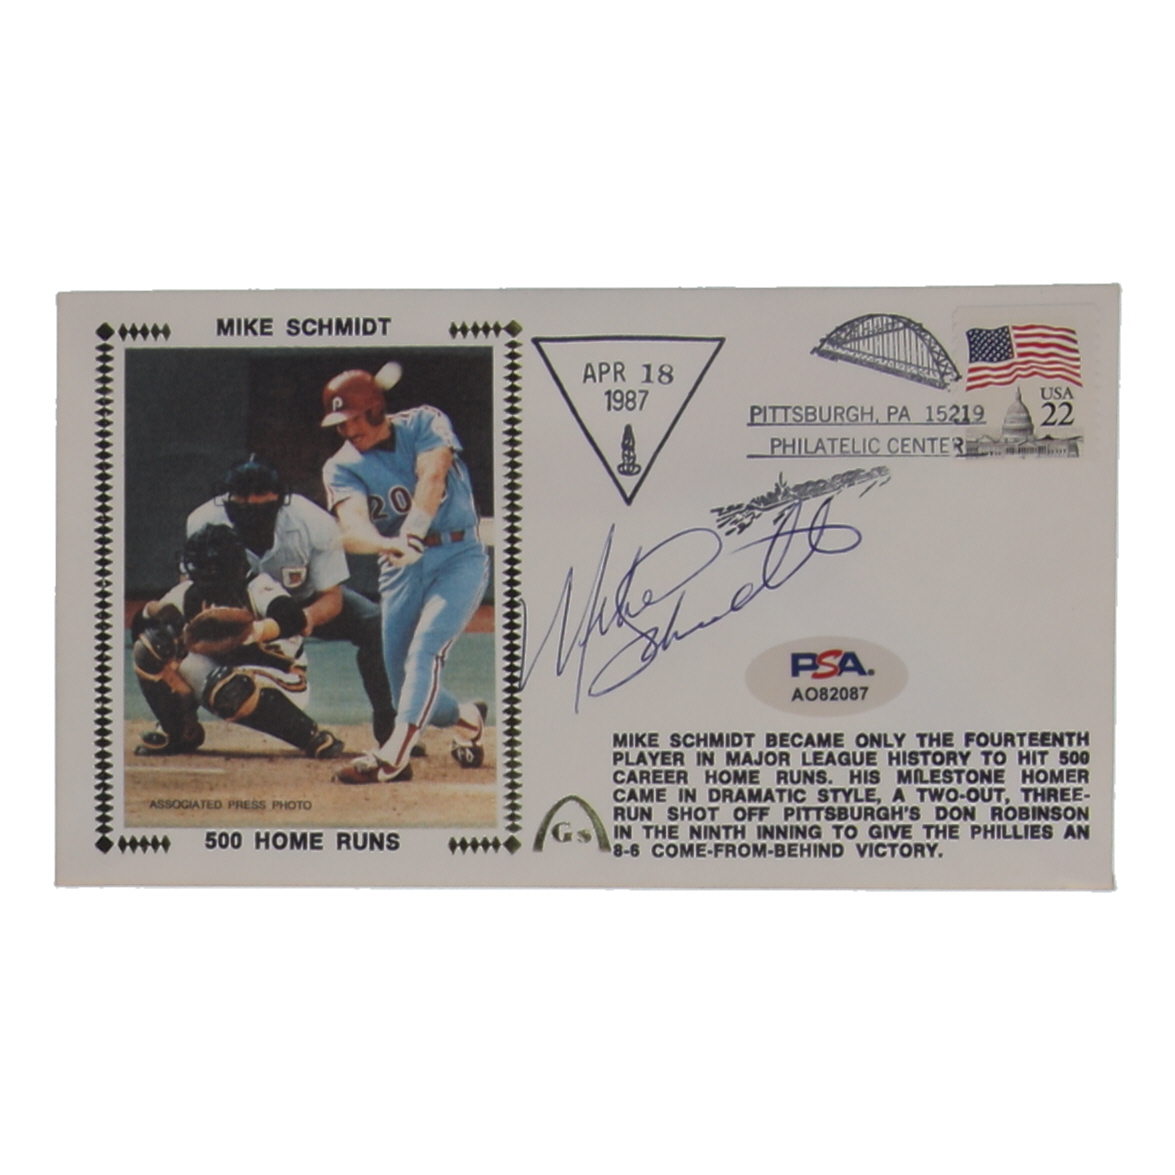 MIKE SCHMIDT
P
20
ASSOCIATED PRESS PHOTO
500 HOME RUNS
APR 18
1987
PITTSBURGH, PA 15219
PHILATELIC CENTER
USA
22
Mike
Schmidt
PSA.
AO82087
Gs
MIKE SCHMIDT BECAME ONLY THE FOURTEENTH
PLAYER IN MAJOR LEAGUE HISTORY TO HIT 500
CAREER HOME RUNS. HIS MILESTONE HOMER
CAME IN DRAMATIC STYLE, A TWO-OUT, THREE-
RUN SHOT OFF PITTSBURGH'S DON ROBINSON
IN THE NINTH INNING TO GIVE THE PHILLIES AN
8-6 COME-FROM-BEHIND VICTORY.